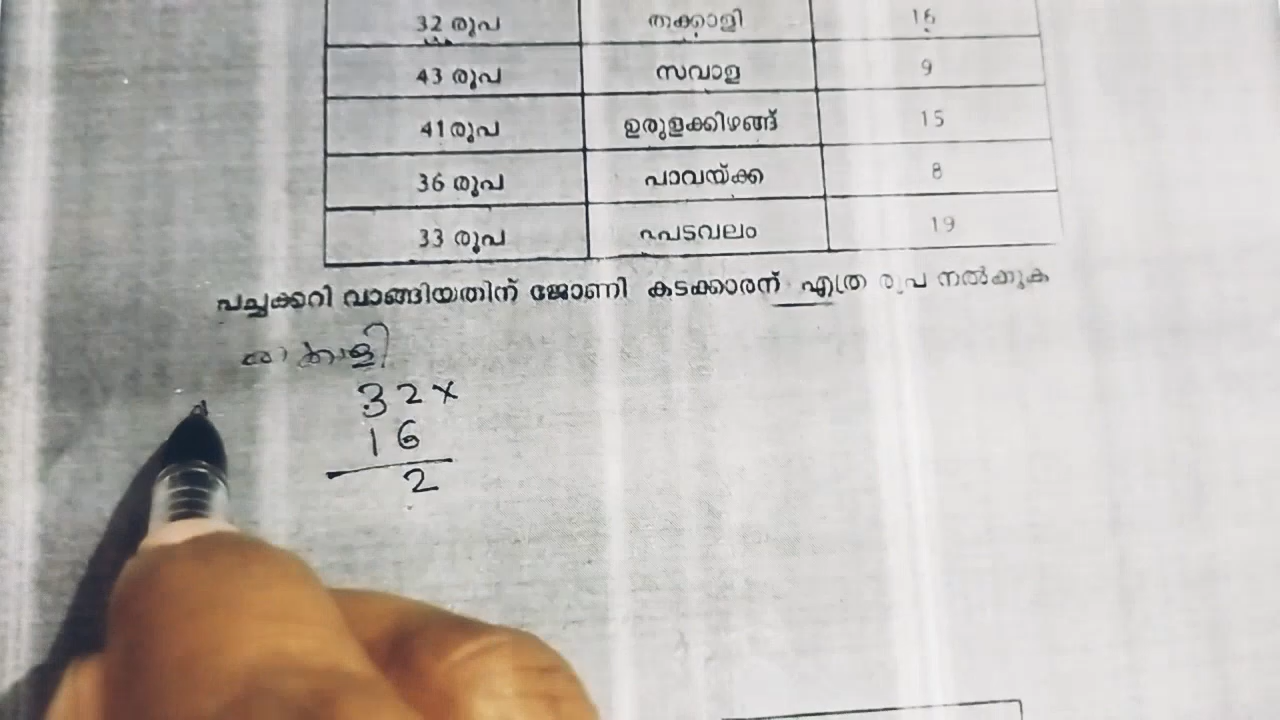 32 രൂപ തക്കാളി 16
43 രൂപ സവാള 9
41 രൂപ ഉരുളക്കിഴങ്ങ് 15
36 രൂപ പാവയ്ക്ക 8
33 രൂപ പടവലം 19
പച്ചക്കറി വാങ്ങിയതിന് ജോണി കടക്കാരന് എത്ര രൂപ നൽക്കുക
തക്കാളി
32×
16
2